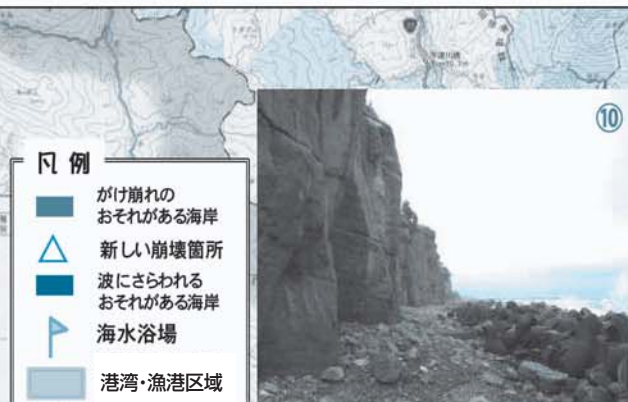 ⑩
凡例
がけ崩れの
おそれがある海岸
新しい崩壊箇所
波にさらわれる
おそれがある海岸
海水浴場
港湾・漁港区域